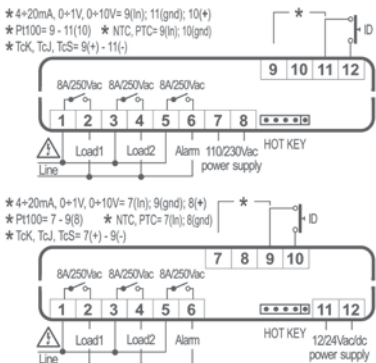 * 4÷20mA, 0÷1V, 0÷10V= 9(In); 11(gnd); 10(+)
* Pt100= 9 - 11(10) * NTC, PTC= 9(In); 10(gnd)
* TcK, TcJ, TcS= 9(+) - 11(-)
* ID
9 10 11 12
8A/250Vac 8A/250Vac 8A/250Vac
1 2 3 4 5 6 7 8
Load1 Load2 Alarm 110/230Vac power supply HOT KEY
Line
* 4÷20mA, 0÷1V, 0÷10V= 7(In); 9(gnd); 8(+)
* Pt100= 7 - 9(8) * NTC, PTC= 7(In); 8(gnd)
* TcK, TcJ, TcS= 7(+) - 9(-)
* ID
7 8 9 10
8A/250Vac 8A/250Vac 8A/250Vac
1 2 3 4 5 6 11 12
Load1 Load2 Alarm HOT KEY 12/24Vac/dc power supply
Line